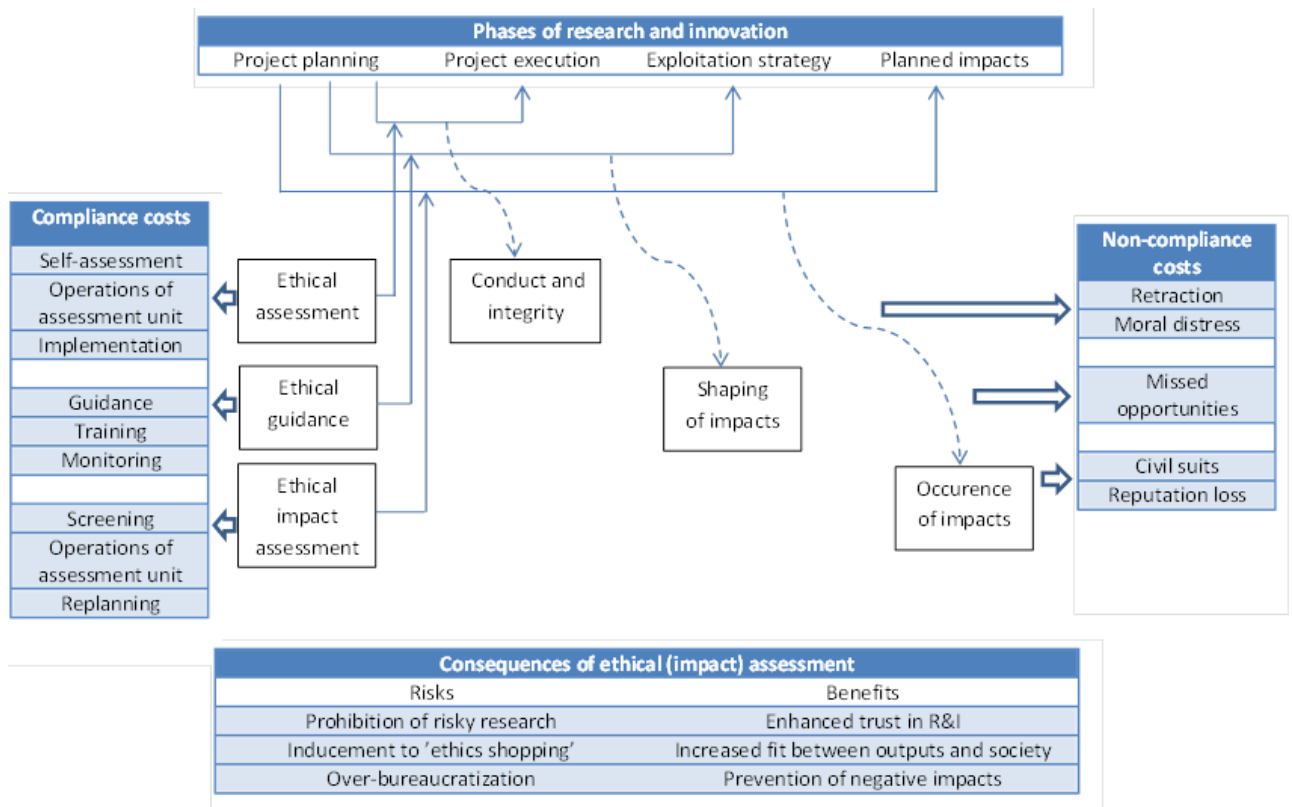 Phases of research and innovation
Project planning
Project execution
Exploitation strategy
Planned impacts
Compliance costs
Self-assessment
Operations of
assessment unit
Implementation
Guidance
Training
Monitoring
Screening
Operations of
assessment unit
Replanning
Ethical
assessment
Ethical
guidance
Ethical
impact
assessment
Conduct and
integrity
Shaping
of impacts
Occurence
of impacts
Non-compliance
costs
Retraction
Moral distress
Missed
opportunities
Civil suits
Reputation loss
Consequences of ethical (impact) assessment
Risks
Benefits
Prohibition of risky research
Enhanced trust in R&I
Inducement to ’ethics shopping’
Increased fit between outputs and society
Over-bureaucratization
Prevention of negative impacts